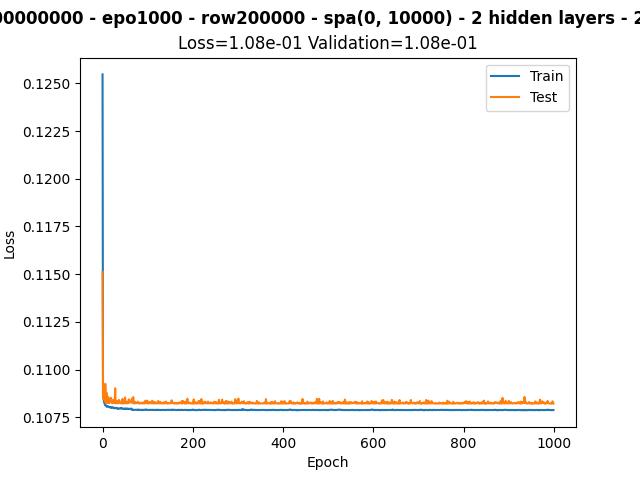 00000000 - epo1000 - row200000 - spa(0, 10000) - 2 hidden layers - 2
Loss=1.08e-01 Validation=1.08e-01
Train
Test
0.1250
0.1225
0.1200
0.1175
0.1150
0.1125
0.1100
0.1075
Loss
0 200 400 600 800 1000
Epoch